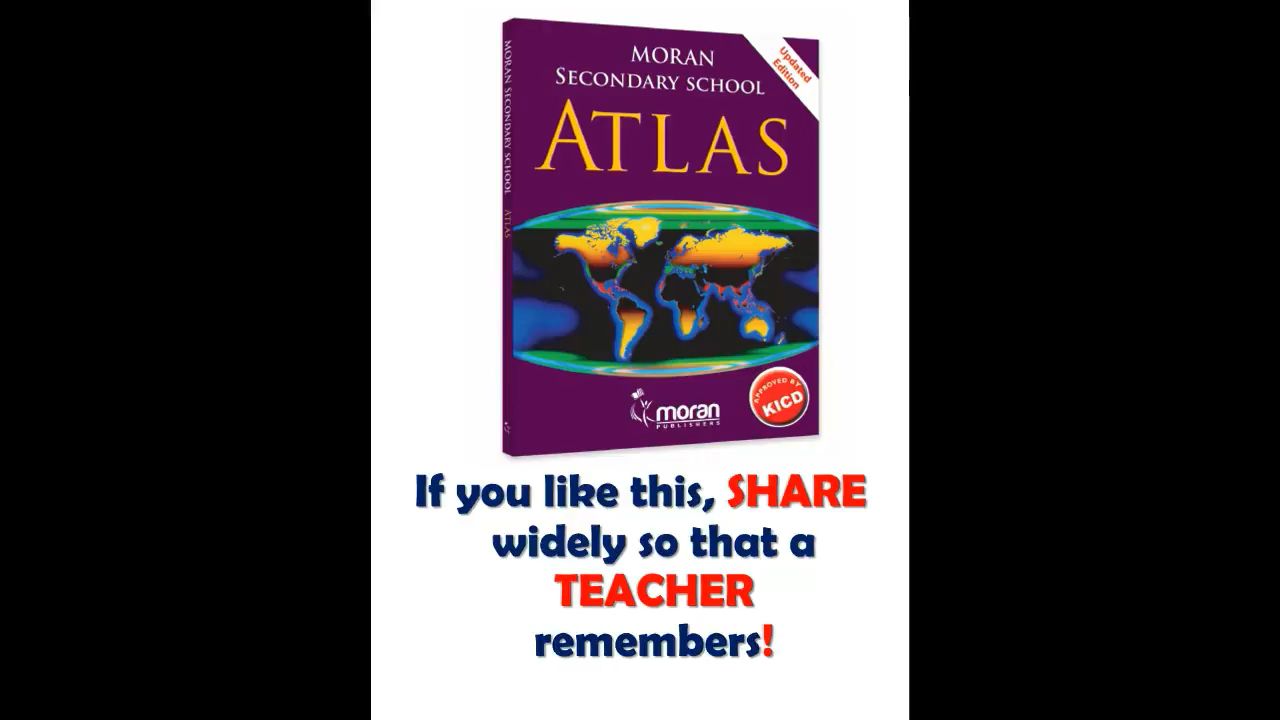 MORAN
SECONDARY SCHOOL
ATLAS
Updated
Edition
MORAN SECONDARY SCHOOL ATLAS
moran
PUBLISHERS
APPROVED BY
KICD
If you like this, SHARE
widely so that a
TEACHER
remembers!